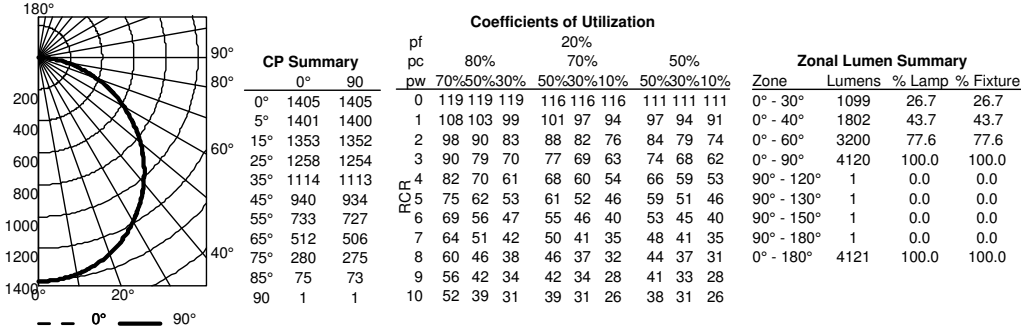 180°
90°
80°
60°
40°
200
400
600
800
1000
1200
1400
0°
20°
0° 90°
CP Summary
0° 90
0° 1405 1405
5° 1401 1400
15° 1353 1352
25° 1258 1254
35° 1114 1113
45° 940 934
55° 733 727
65° 512 506
75° 280 275
85° 75 73
90 1 1
Coefficients of Utilization
pf 20%
pc 80% 70% 50%
pw 70%50%30% 50%30%10% 50%30%10%
RCR
0 119 119 119 116 116 116 111 111 111
1 108 103 99 101 97 94 97 94 91
2 98 90 83 88 82 76 84 79 74
3 90 79 70 77 69 63 74 68 62
4 82 70 61 68 60 54 66 59 53
5 75 62 53 61 52 46 59 51 46
6 69 56 47 55 46 40 53 45 40
7 64 51 42 50 41 35 48 41 35
8 60 46 38 46 37 32 44 37 31
9 56 42 34 42 34 28 41 33 28
10 52 39 31 39 31 26 38 31 26
Zonal Lumen Summary
Zone Lumens % Lamp % Fixture
0° - 30° 1099 26.7 26.7
0° - 40° 1802 43.7 43.7
0° - 60° 3200 77.6 77.6
0° - 90° 4120 100.0 100.0
90° - 120° 1 0.0 0.0
90° - 130° 1 0.0 0.0
90° - 150° 1 0.0 0.0
90° - 180° 1 0.0 0.0
0° - 180° 4121 100.0 100.0